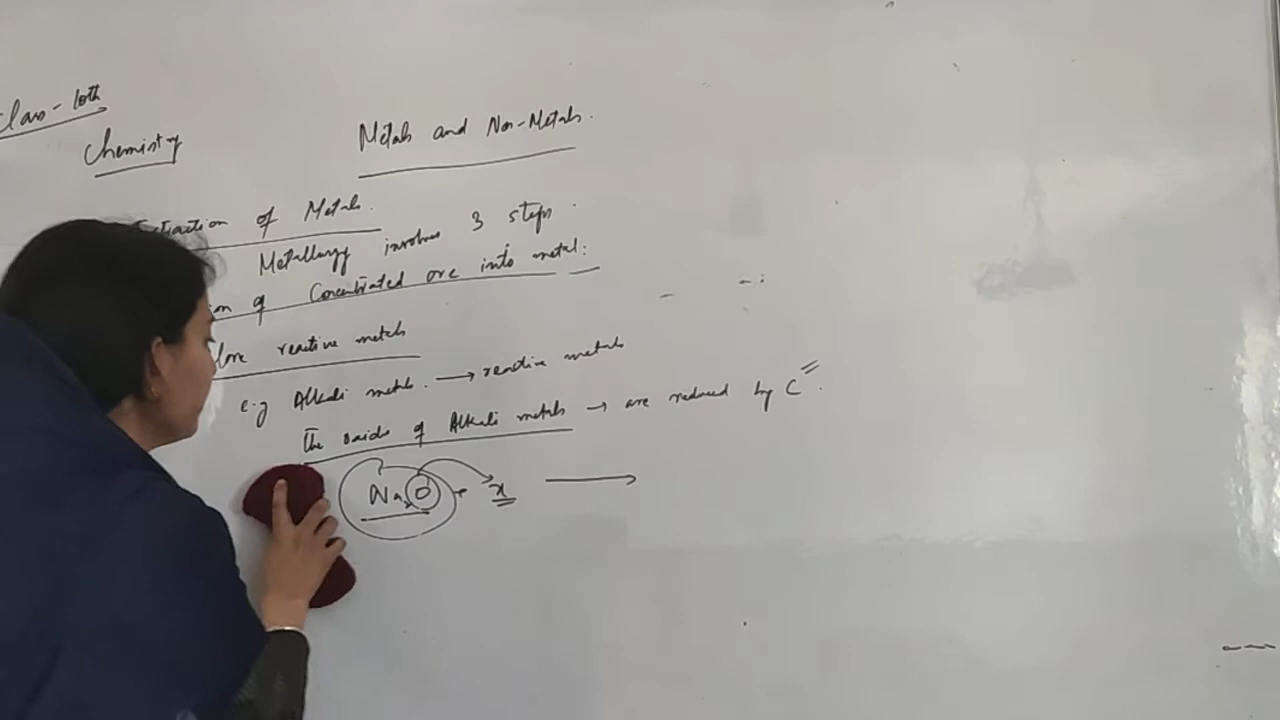 Class - 10th
Chemistry
Metals and Non-Metals.
Extraction of Metals.
Metallurgy involves 3 steps.
of Concentrated ore into metal:
reactive metals
e.g Alkali metals. → reactive metals
The oxide of Alkali metals → are reduced by C.
Na₂O + x →